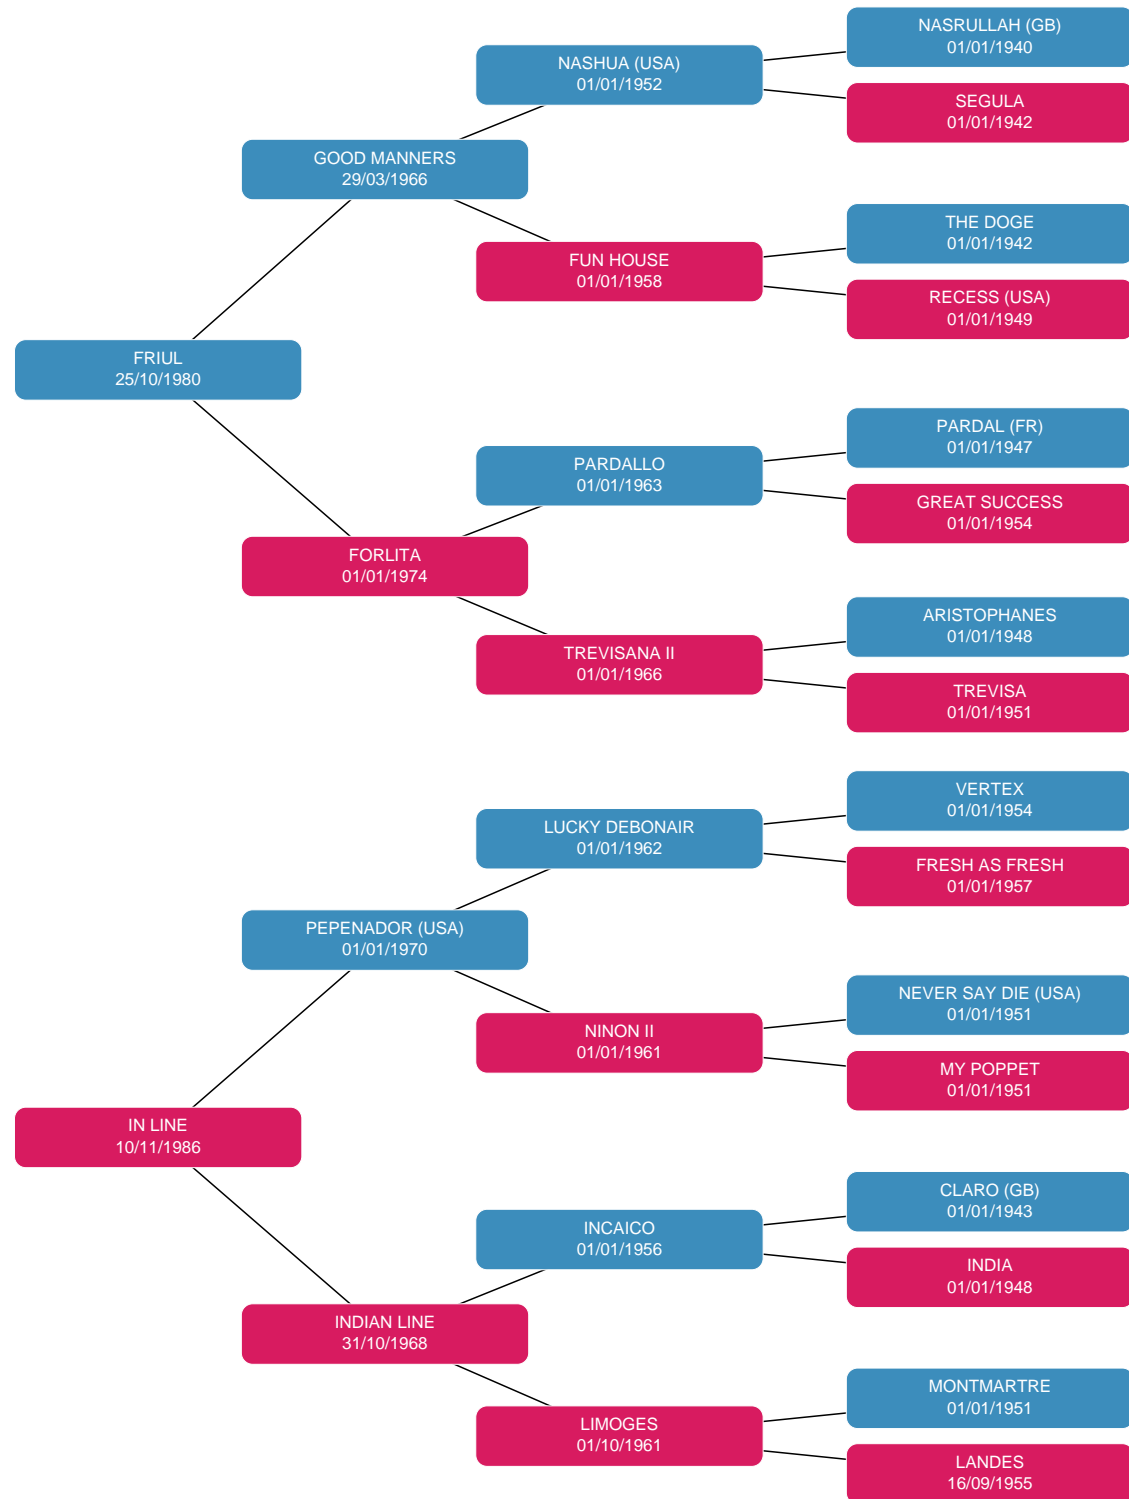 NASRULLAH (GB)
01/01/1940
NASHUA (USA)
01/01/1952
SEGULA
01/01/1942
GOOD MANNERS
29/03/1966
THE DOGE
01/01/1942
FUN HOUSE
01/01/1958
RECESS (USA)
01/01/1949
FRIUL
25/10/1980
PARDAL (FR)
01/01/1947
PARDALLO
01/01/1963
GREAT SUCCESS
01/01/1954
FORLITA
01/01/1974
ARISTOPHANES
01/01/1948
TREVISANA II
01/01/1966
TREVISA
01/01/1951
VERTEX
01/01/1954
LUCKY DEBONAIR
01/01/1962
FRESH AS FRESH
01/01/1957
PEPENADOR (USA)
01/01/1970
NEVER SAY DIE (USA)
01/01/1951
NINON II
01/01/1961
MY POPPET
01/01/1951
IN LINE
10/11/1986
CLARO (GB)
01/01/1943
INCAICO
01/01/1956
INDIA
01/01/1948
INDIAN LINE
31/10/1968
MONTMARTRE
01/01/1951
LIMOGES
01/10/1961
LANDES
16/09/1955